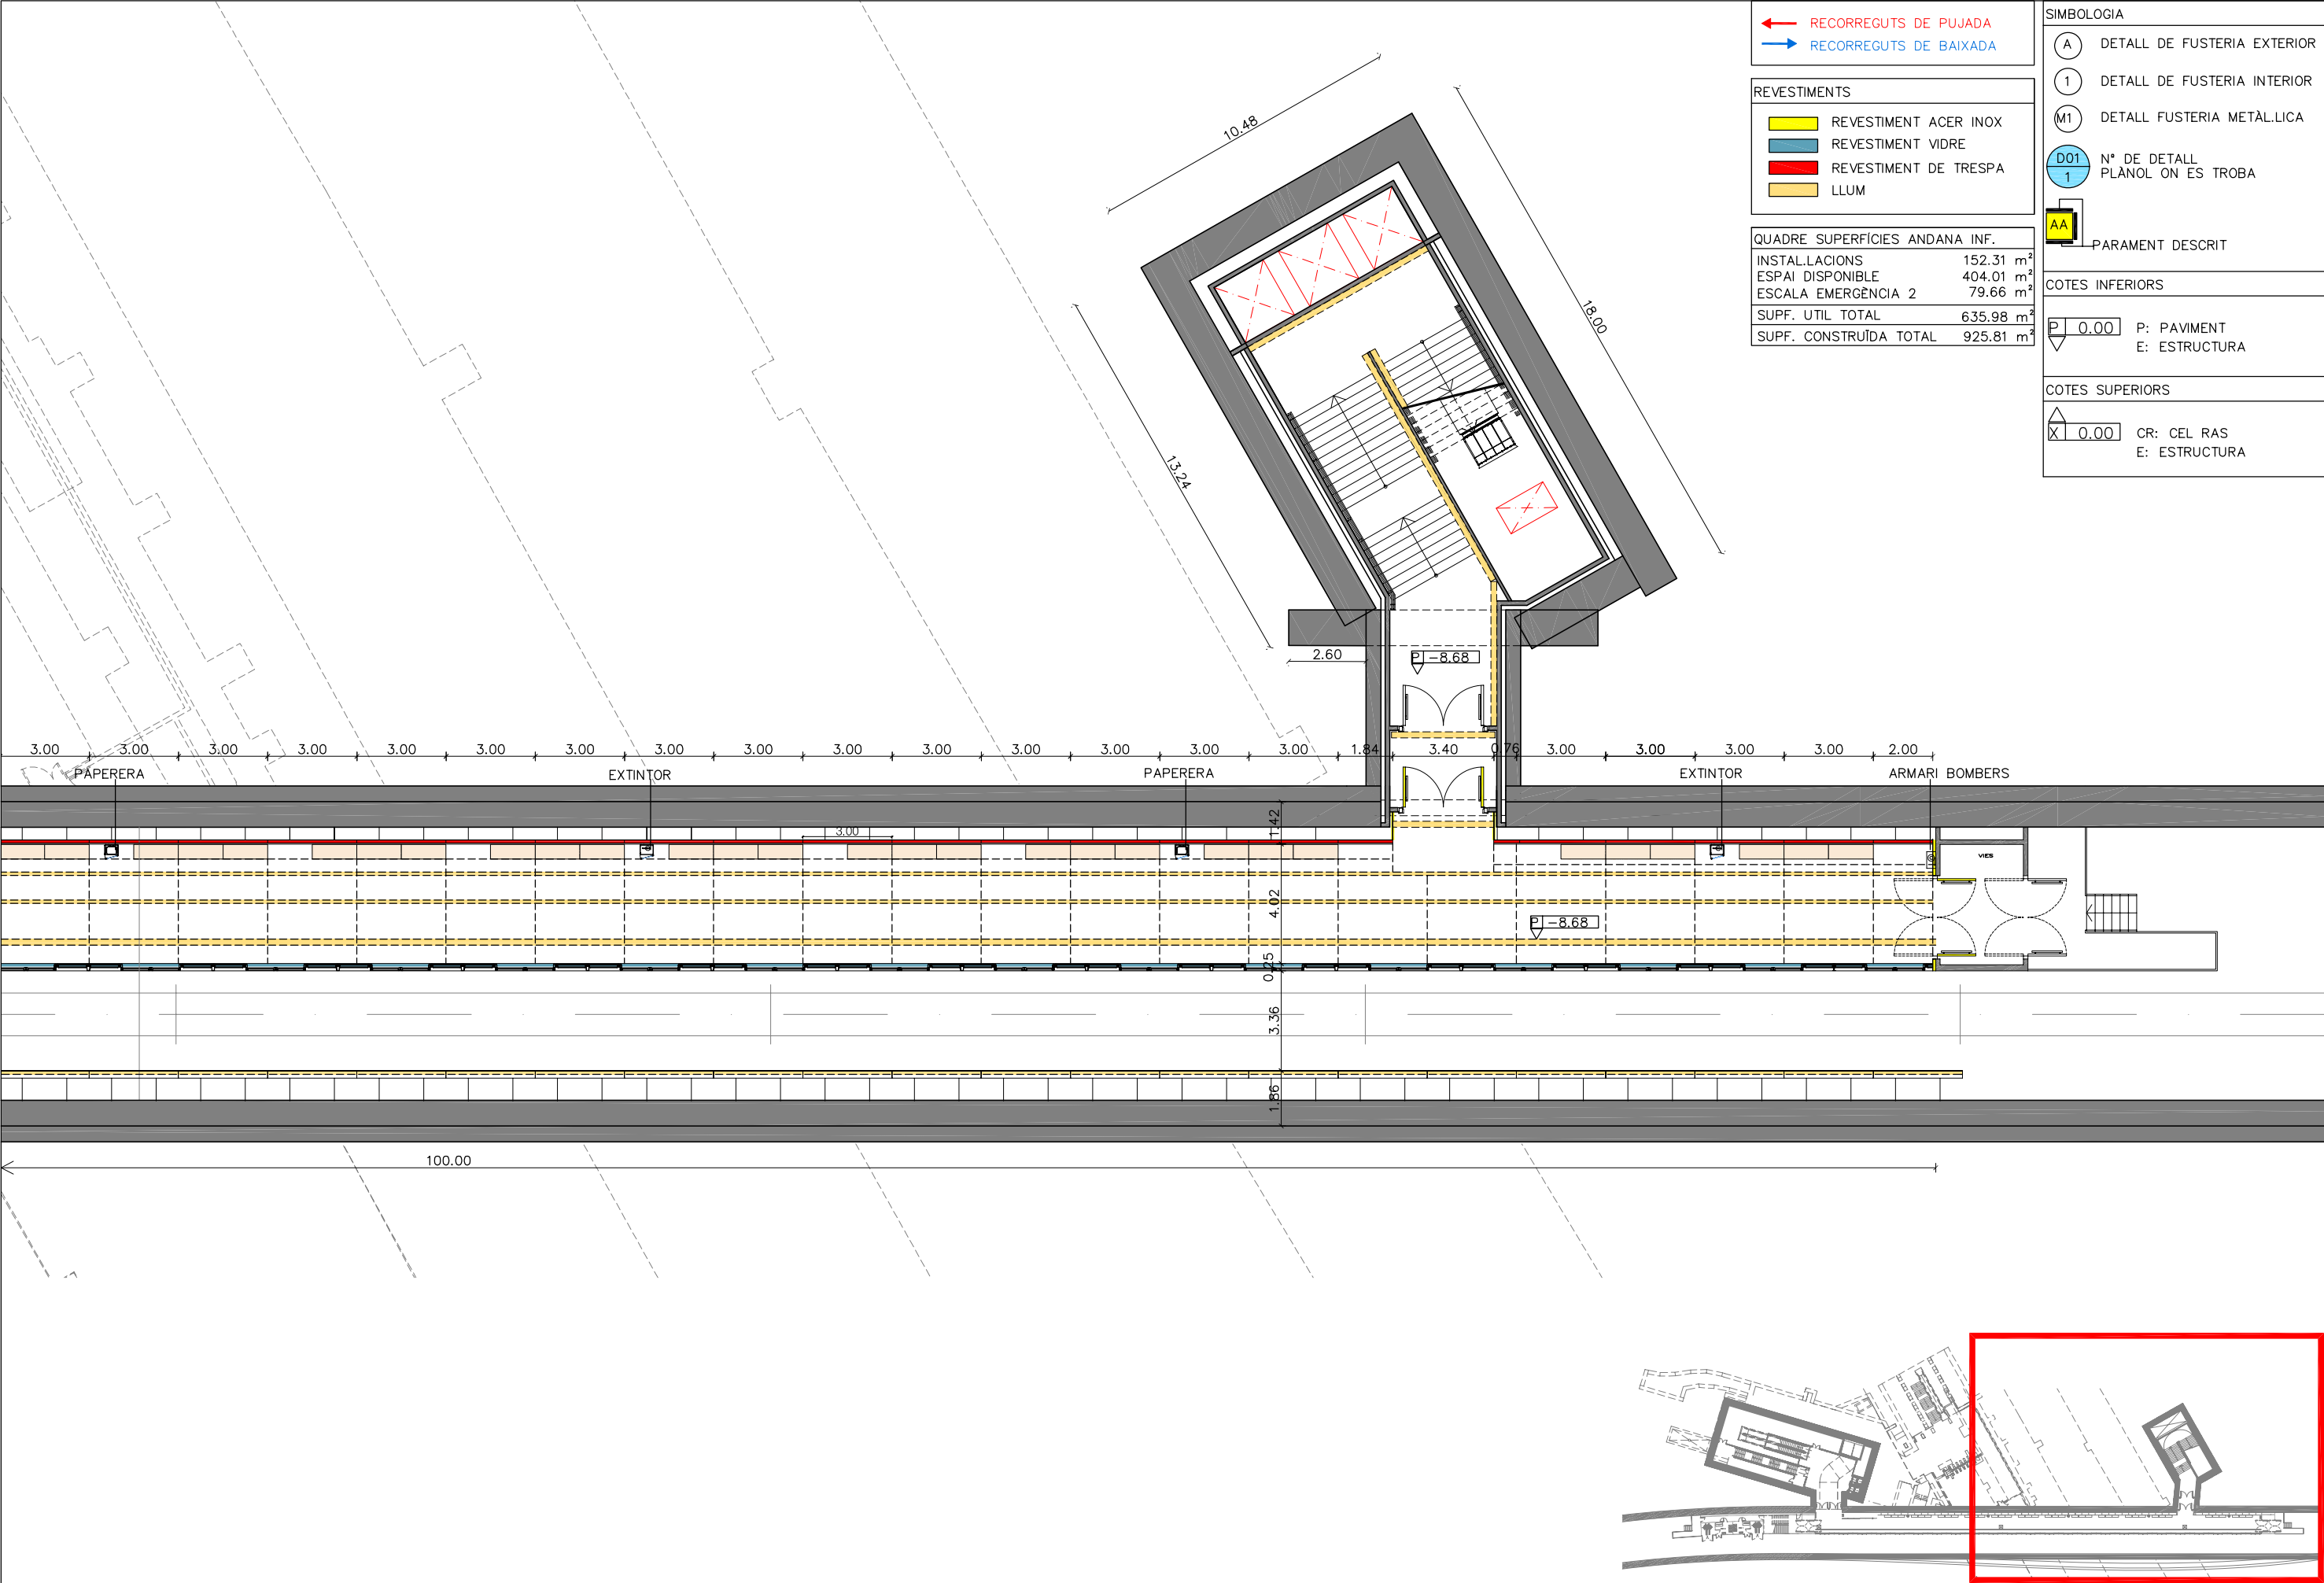 RECORREGUTS DE PUJADA
RECORREGUTS DE BAIXADA
REVESTIMENTS
REVESTIMENT ACER INOX
REVESTIMENT VIDRE
REVESTIMENT DE TRESPA
LLUM
QUADRE SUPERFÍCIES ANDANA INF.
INSTAL.LACIONS 152.31 m²
ESPAI DISPONIBLE 404.01 m²
ESCALA EMERGÈNCIA 2 79.66 m²
SUPF. UTIL TOTAL 635.98 m²
SUPF. CONSTRUÏDA TOTAL 925.81 m²
SIMBOLOGIA
A DETALL DE FUSTERIA EXTERIOR
1 DETALL DE FUSTERIA INTERIOR
M1 DETALL FUSTERIA METÀL.LICA
D01 N° DE DETALL
1 PLÀNOL ON ES TROBA
AA
PARAMENT DESCRIT
COTES INFERIORS
P 0.00 P: PAVIMENT
E: ESTRUCTURA
COTES SUPERIORS
X 0.00 CR: CEL RAS
E: ESTRUCTURA
10.48
18.00
13.24
2.60
P -8.68
3.00 3.00 3.00 3.00 3.00 3.00 3.00 3.00 3.00 3.00 3.00 3.00 3.00 3.00 3.00 1.84 3.40 0.76 3.00 3.00 3.00 3.00 2.00
PAPERERA EXTINTOR PAPERERA EXTINTOR ARMARI BOMBERS
3.00
1.42
VIES
4.02
P -8.68
0.25
3.36
1.86
100.00